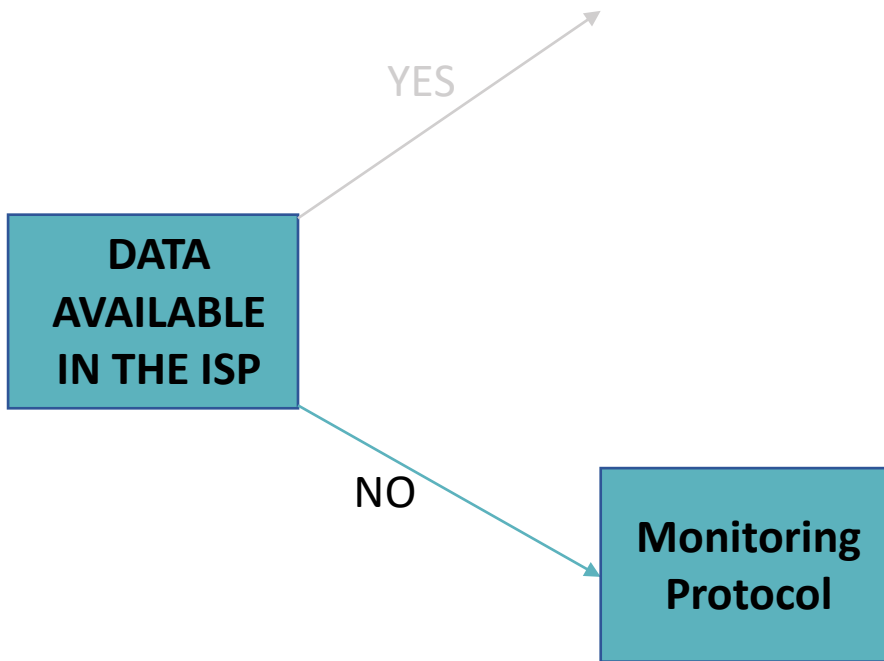 YES
DATA
AVAILABLE
IN THE ISP
NO
Monitoring
Protocol